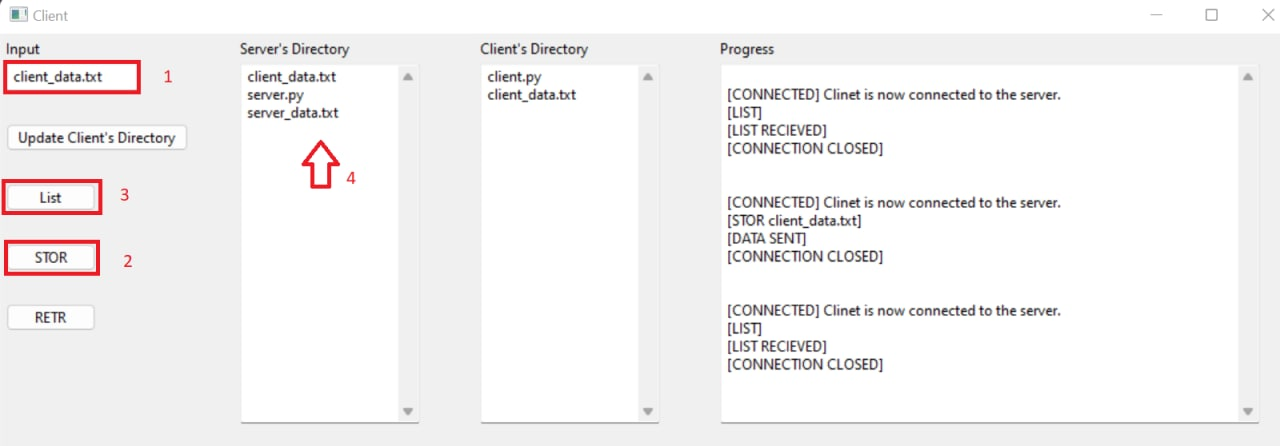 Client
Input
client_data.txt
1
Update Client's Directory
List
3
STOR
2
RETR
Server's Directory
client_data.txt
server.py
server_data.txt
4
Client's Directory
client.py
client_data.txt
Progress
[CONNECTED] Clinet is now connected to the server.
[LIST]
[LIST RECIEVED]
[CONNECTION CLOSED]
[CONNECTED] Clinet is now connected to the server.
[STOR client_data.txt]
[DATA SENT]
[CONNECTION CLOSED]
[CONNECTED] Clinet is now connected to the server.
[LIST]
[LIST RECIEVED]
[CONNECTION CLOSED]